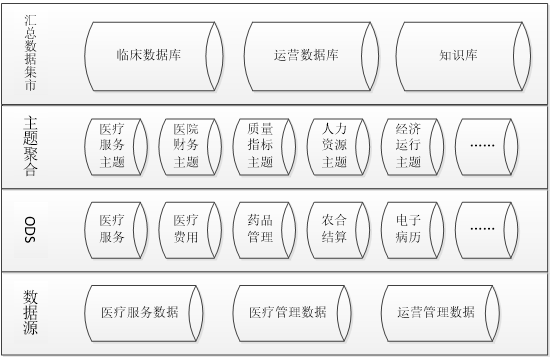 汇总数据集市
临床数据库
运营数据库
知识库
主题聚合
医疗
服务
主题
医院
财务
主题
质量
指标
主题
人力
资源
主题
经济
运行
主题
……
ODS
医疗
服务
医疗
费用
药品
管理
农合
结算
电子
病历
……
数据源
医疗服务数据
医疗管理数据
运营管理数据